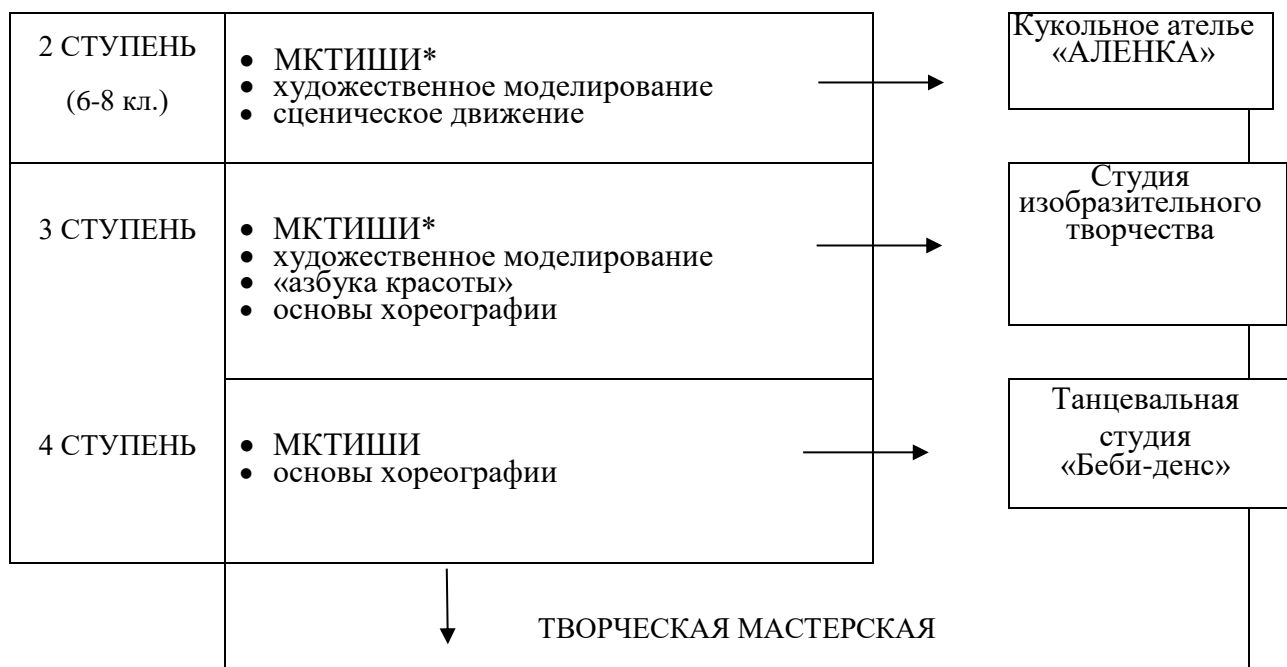 2 СТУПЕНЬ
(6-8 кл.)
• МКТИШИ*
• художественное моделирование
• сценическое движение
Кукольное ателье
«АЛЕНКА»
3 СТУПЕНЬ
• МКТИШИ*
• художественное моделирование
• «азбука красоты»
• основы хореографии
Студия
изобразительного
творчества
4 СТУПЕНЬ
• МКТИШИ
• основы хореографии
Танцевальная
студия
«Беби-денс»
ТВОРЧЕСКАЯ МАСТЕРСКАЯ